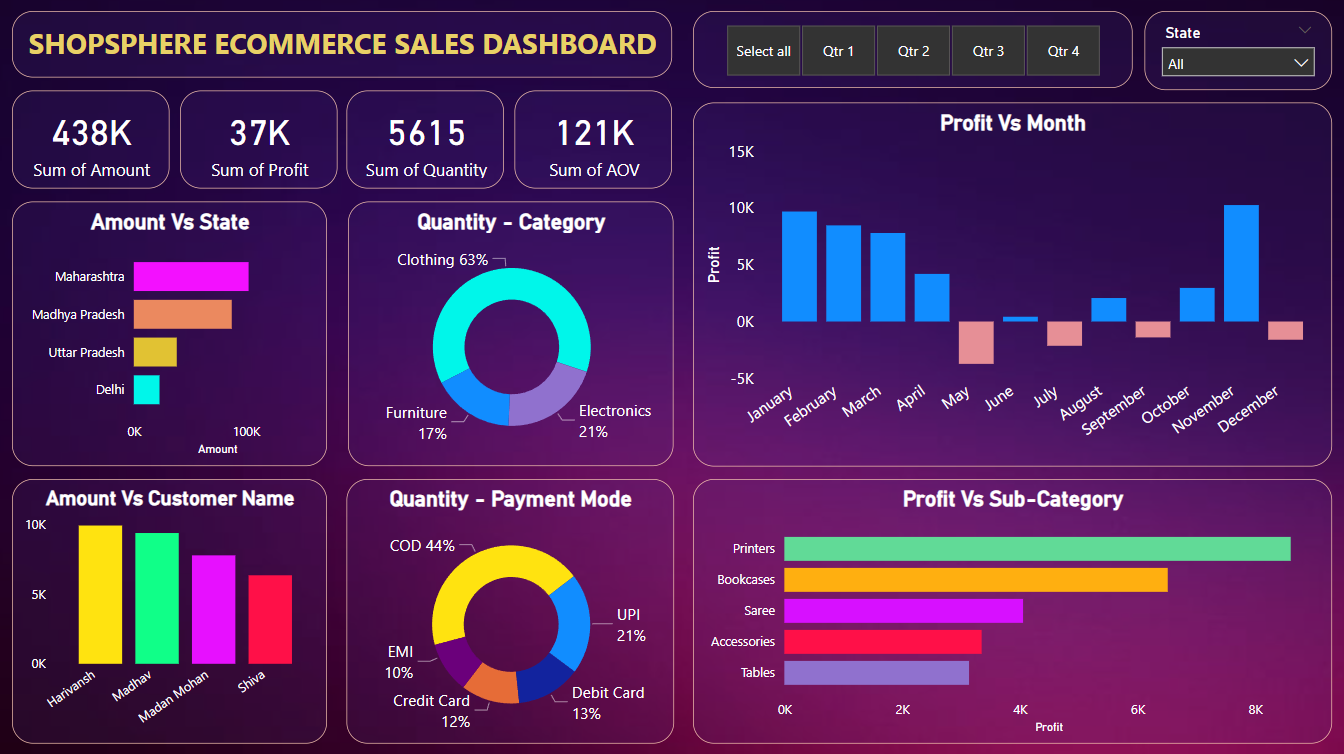 SHOPSPHERE ECOMMERCE SALES DASHBOARD
Select all
Qtr 1
Qtr 2
Qtr 3
Qtr 4
State
All
438K
Sum of Amount
37K
Sum of Profit
5615
Sum of Quantity
121K
Sum of AOV
Profit Vs Month
15K
10K
5K
0K
-5K
Profit
January
February
March
April
May
June
July
August
September
October
November
December
Amount Vs State
Maharashtra
Madhya Pradesh
Uttar Pradesh
Delhi
0K
100K
Amount
Quantity - Category
Clothing 63%
Furniture
17%
Electronics
21%
Amount Vs Customer Name
10K
5K
0K
Harivansh
Madhav
Madan Mohan
Shiva
Quantity - Payment Mode
COD 44%
UPI
21%
EMI
10%
Credit Card
12%
Debit Card
13%
Profit Vs Sub-Category
Printers
Bookcases
Saree
Accessories
Tables
0K
2K
4K
6K
8K
Profit